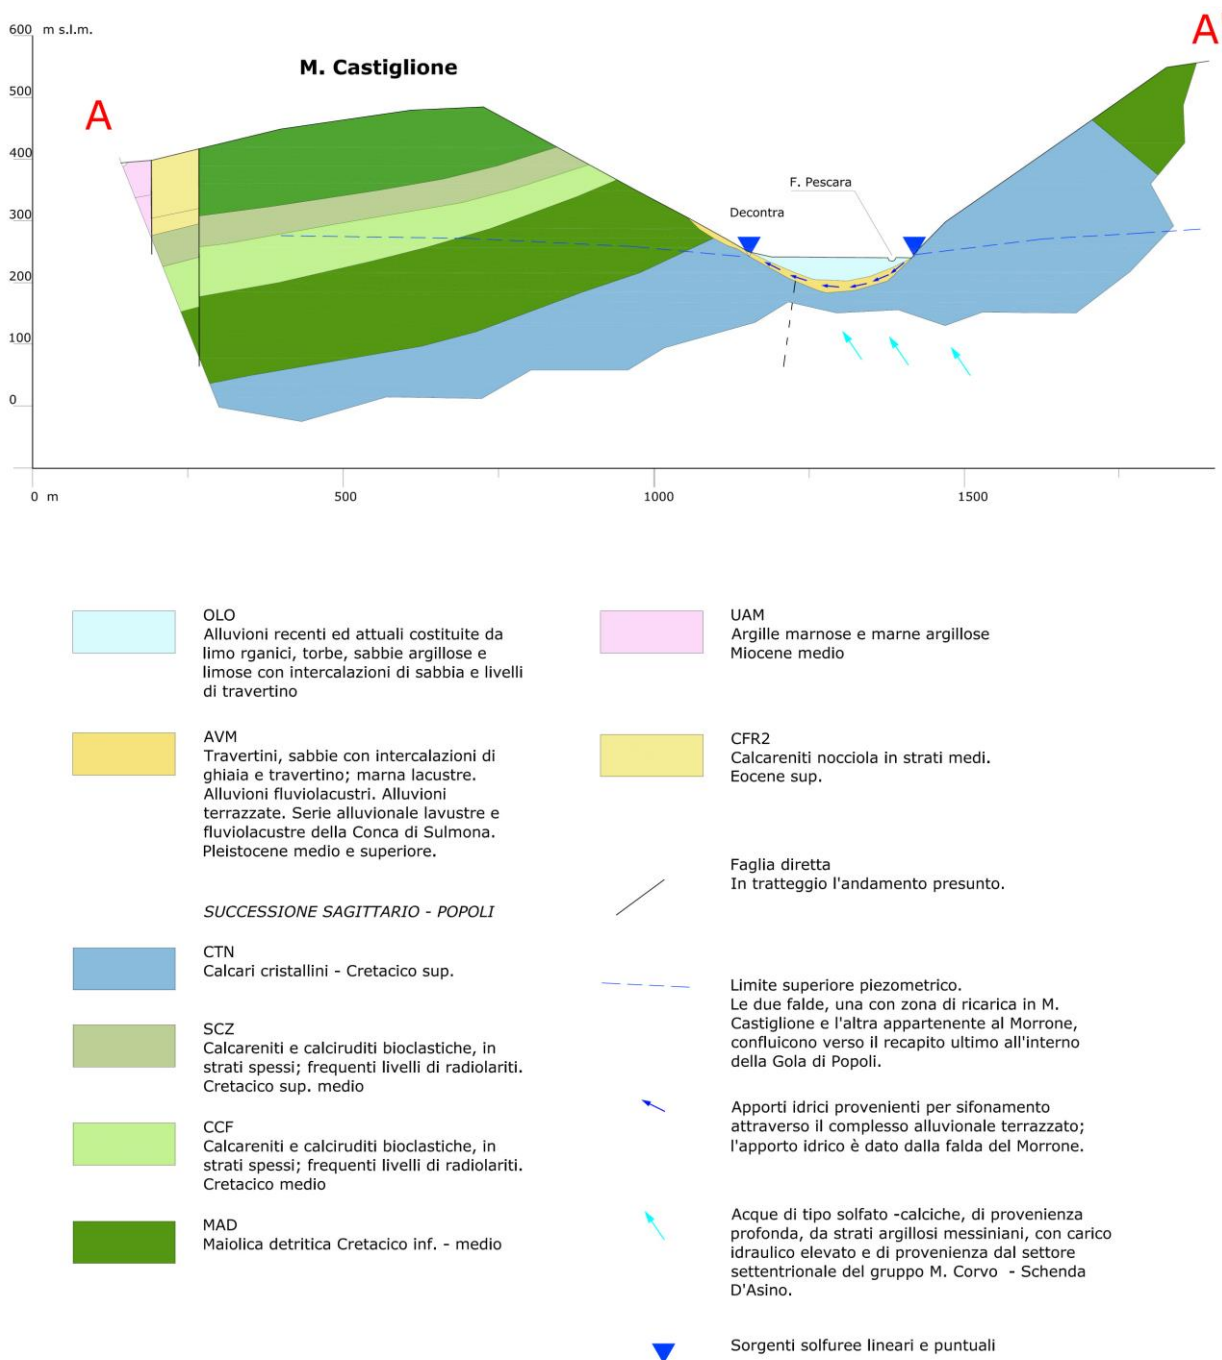 600 m s.l.m.
A
M. Castiglione
500
A
400
F. Pescara
Decontra
300
200
100
0
0 m
500
1000
1500
OLO
Alluvioni recenti ed attuali costituite da
limo rganici, torbe, sabbie argillose e
limose con intercalazioni di sabbia e livelli
di travertino
AVM
Travertini, sabbie con intercalazioni di
ghiaia e travertino; marna lacustre.
Alluvioni fluviolacustri. Alluvioni
terrazzate. Serie alluvionale lavustre e
fluviolacustre della Conca di Sulmona.
Pleistocene medio e superiore.
SUCCESSIONE SAGITTARIO - POPOLI
CTN
Calcari cristallini - Cretacico sup.
SCZ
Calcareniti e calciruditi bioclastiche, in
strati spessi; frequenti livelli di radiolariti.
Cretacico sup. medio
CCF
Calcareniti e calciruditi bioclastiche, in
strati spessi; frequenti livelli di radiolariti.
Cretacico medio
MAD
Maiolica detritica Cretacico inf. - medio
UAM
Argille marnose e marne argillose
Miocene medio
CFR2
Calcareniti nocciola in strati medi.
Eocene sup.
Faglia diretta
In tratteggio l'andamento presunto.
Limite superiore piezometrico.
Le due falde, una con zona di ricarica in M.
Castiglione e l'altra appartenente al Morrone,
confluicono verso il recapito ultimo all'interno
della Gola di Popoli.
Apporti idrici provenienti per sifonamento
attraverso il complesso alluvionale terrazzato;
l'apporto idrico è dato dalla falda del Morrone.
Acque di tipo solfato -calciche, di provenienza
profonda, da strati argillosi messiniani, con carico
idraulico elevato e di provenienza dal settore
settentrionale del gruppo M. Corvo - Schenda
D'Asino.
Sorgenti solfuree lineari e puntuali